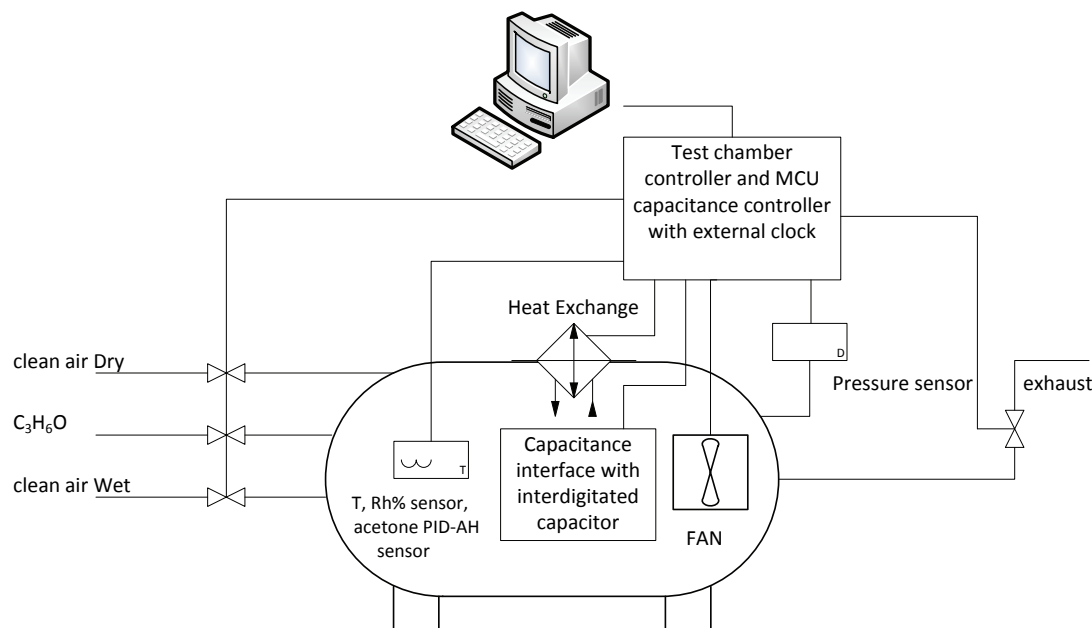 Test chamber
controller and MCU
capacitance controller
with external clock
Heat Exchange
clean air Dry
D
Pressure sensor
exhaust
C₃H₆O
clean air Wet
T
Capacitance
interface with
interdigitated
capacitor
T, Rh% sensor,
acetone PID-AH
sensor
FAN